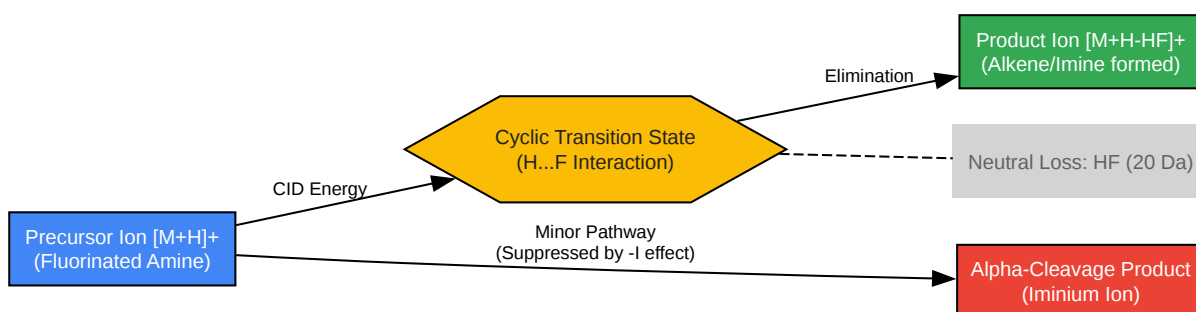 Product Ion [M+H-HF]+
(Alkene/Imine formed)
Elimination
Cyclic Transition State
(H...F Interaction)
Neutral Loss: HF (20 Da)
CID Energy
Precursor Ion [M+H]+
(Fluorinated Amine)
Minor Pathway
(Suppressed by -I effect)
Alpha-Cleavage Product
(Iminium Ion)